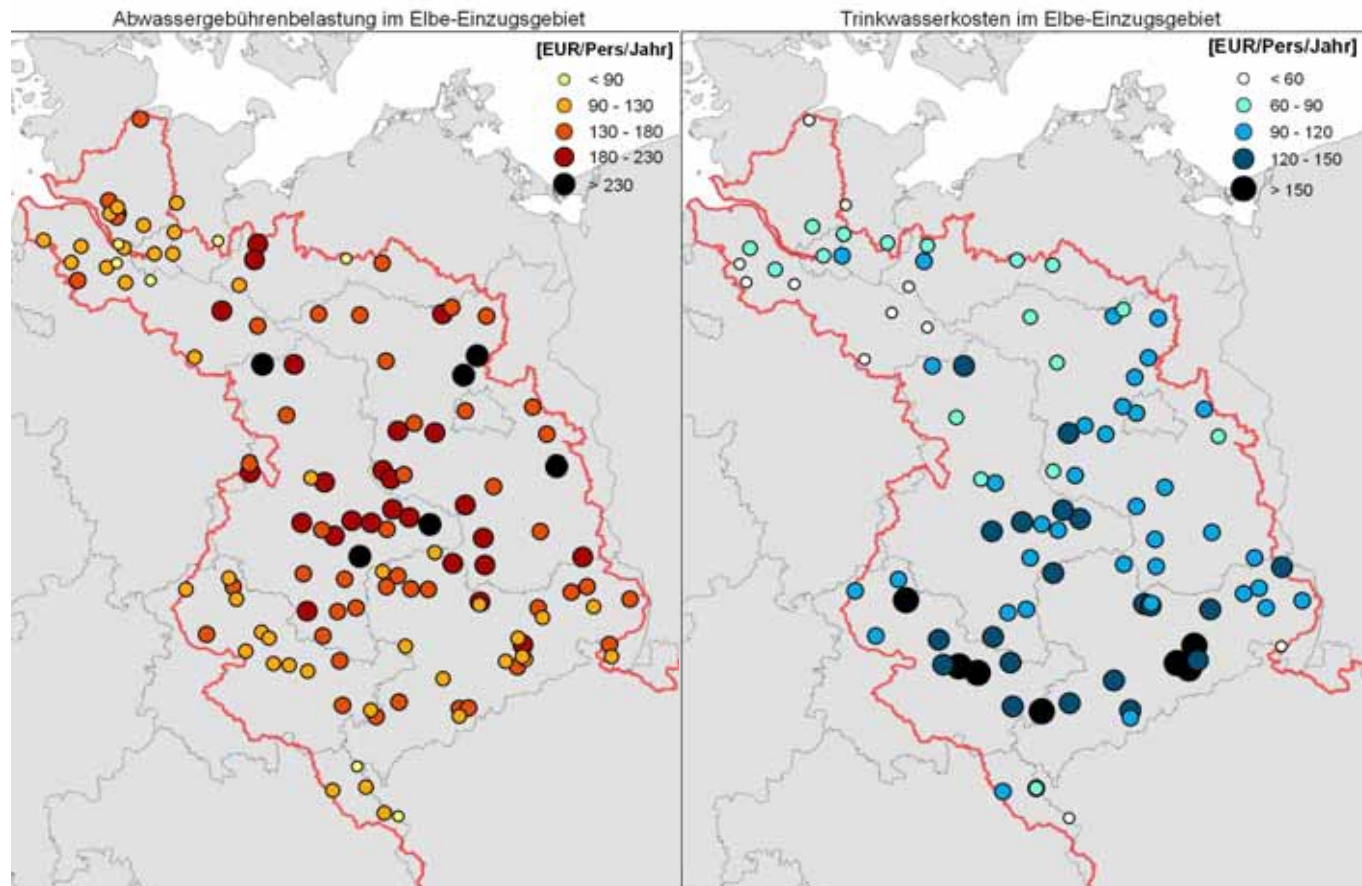 Abwassergebührenbelastung im Elbe-Einzugsgebiet
[EUR/Pers/Jahr]
< 90
90 - 130
130 - 180
180 - 230
> 230
Trinkwasserkosten im Elbe-Einzugsgebiet
[EUR/Pers/Jahr]
< 60
60 - 90
90 - 120
120 - 150
> 150